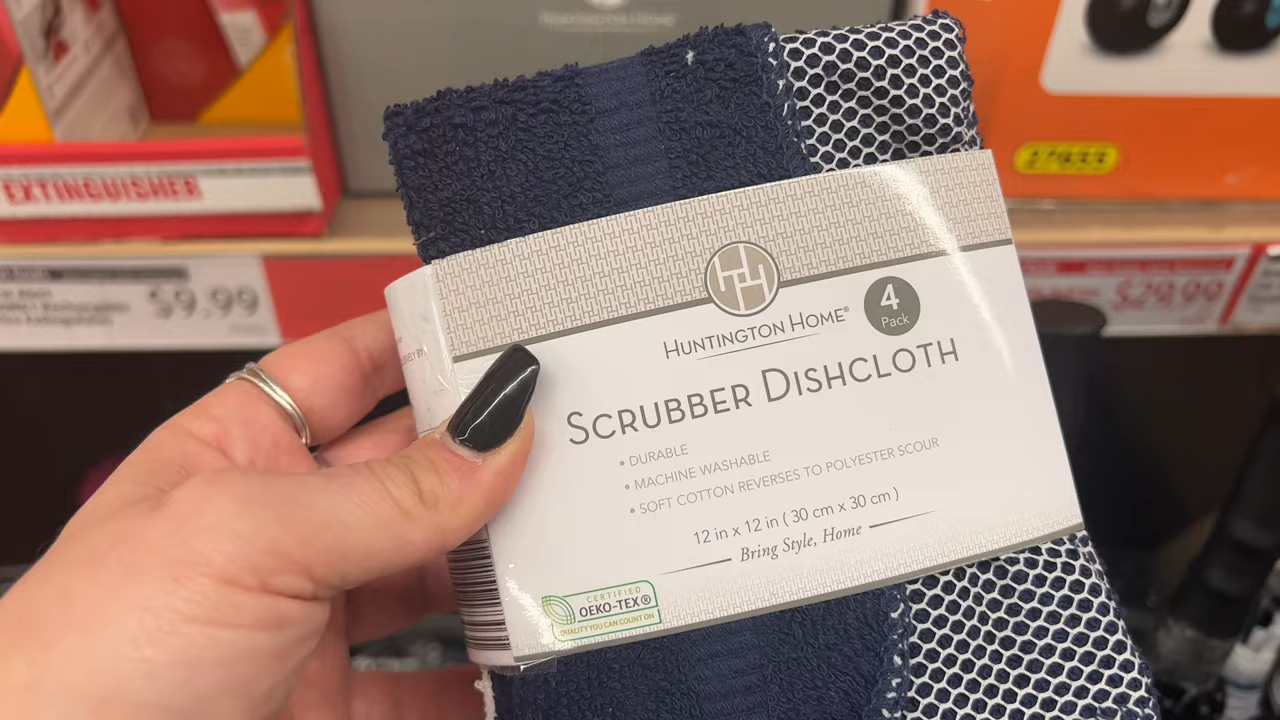 HUNTINGTON HOME
27933
EXTINGUISHER
$9.99
$29.99
HUNTINGTON HOME®
4
Pack
SCRUBBER DISHCLOTH
• DURABLE
• MACHINE WASHABLE
• SOFT COTTON REVERSES TO POLYESTER SCOUR
12 in x 12 in ( 30 cm x 30 cm )
Bring Style, Home
CERTIFIED
OEKO-TEX®
QUALITY YOU CAN COUNT ON